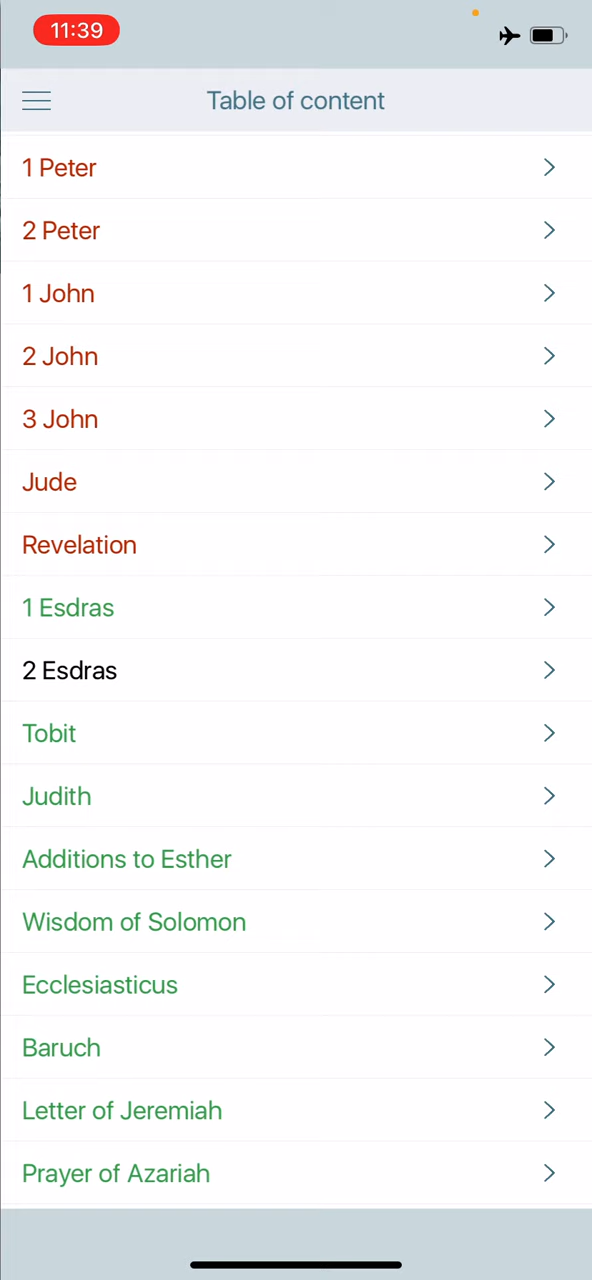 11:39
Table of content
1 Peter
2 Peter
1 John
2 John
3 John
Jude
Revelation
1 Esdras
2 Esdras
Tobit
Judith
Additions to Esther
Wisdom of Solomon
Ecclesiasticus
Baruch
Letter of Jeremiah
Prayer of Azariah